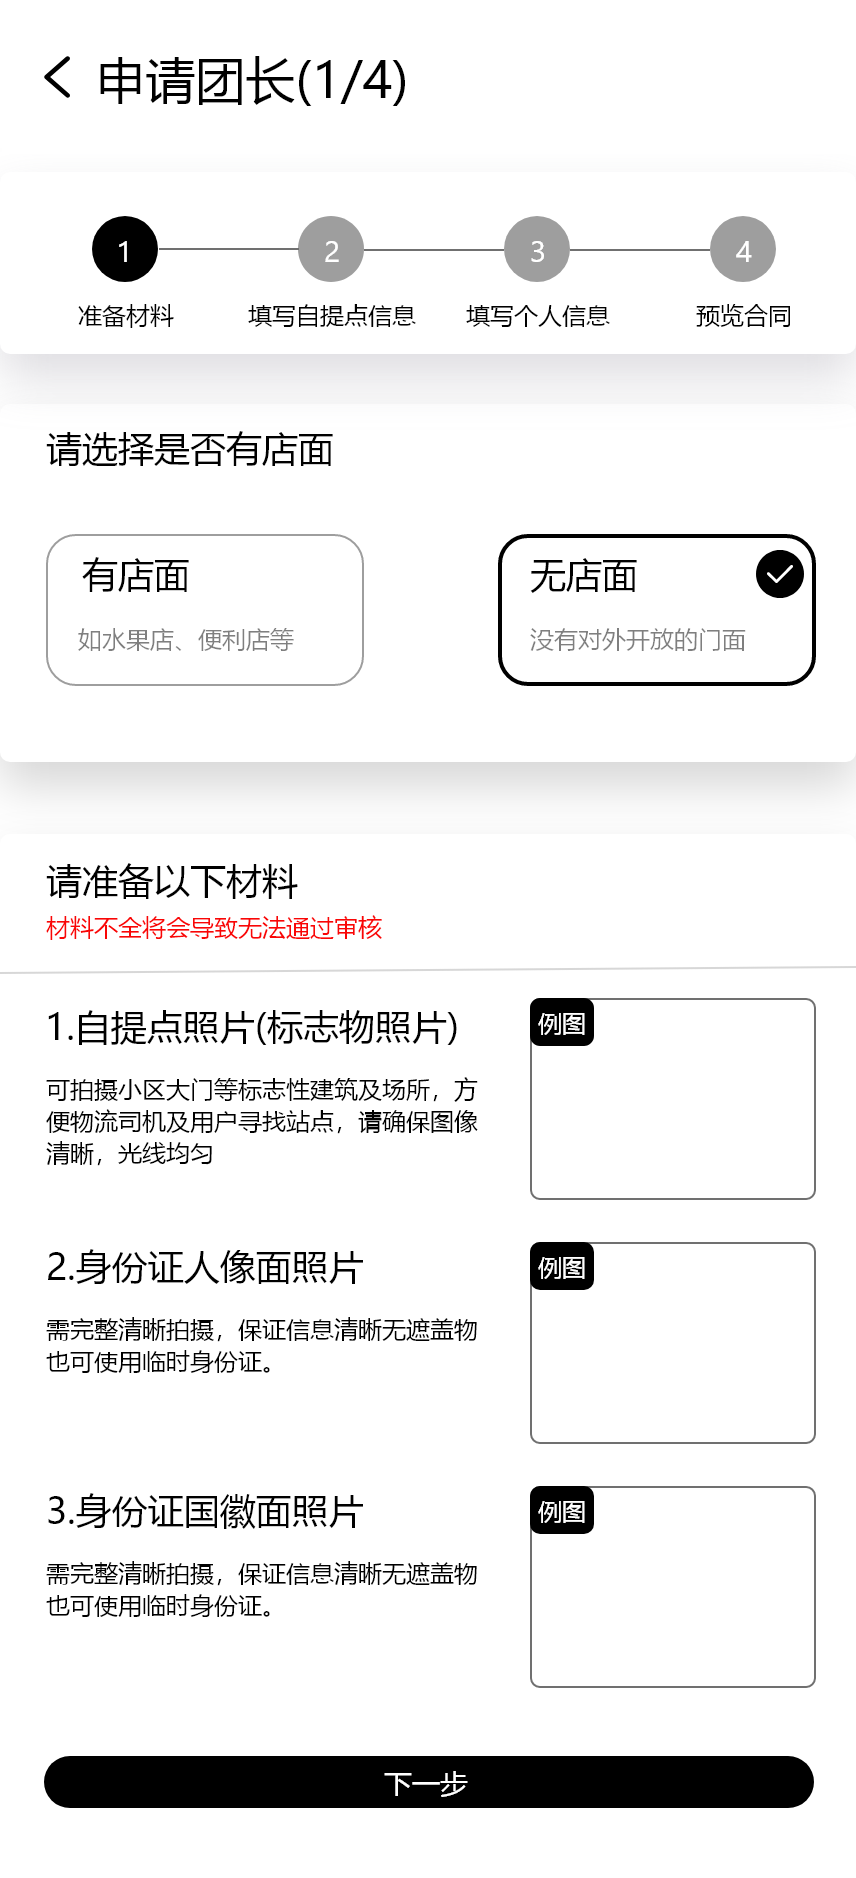 申请团长(1/4)
1
2
3
4
准备材料
填写自提点信息
填写个人信息
预览合同
请选择是否有店面
有店面
如水果店、便利店等
无店面
没有对外开放的门面
请准备以下材料
材料不全将会导致无法通过审核
1.自提点照片(标志物照片)
例图
可拍摄小区大门等标志性建筑及场所，方
便物流司机及用户寻找站点，请确保图像
清晰，光线均匀
2.身份证人像面照片
例图
需完整清晰拍摄，保证信息清晰无遮盖物
也可使用临时身份证。
3.身份证国徽面照片
例图
需完整清晰拍摄，保证信息清晰无遮盖物
也可使用临时身份证。
下一步